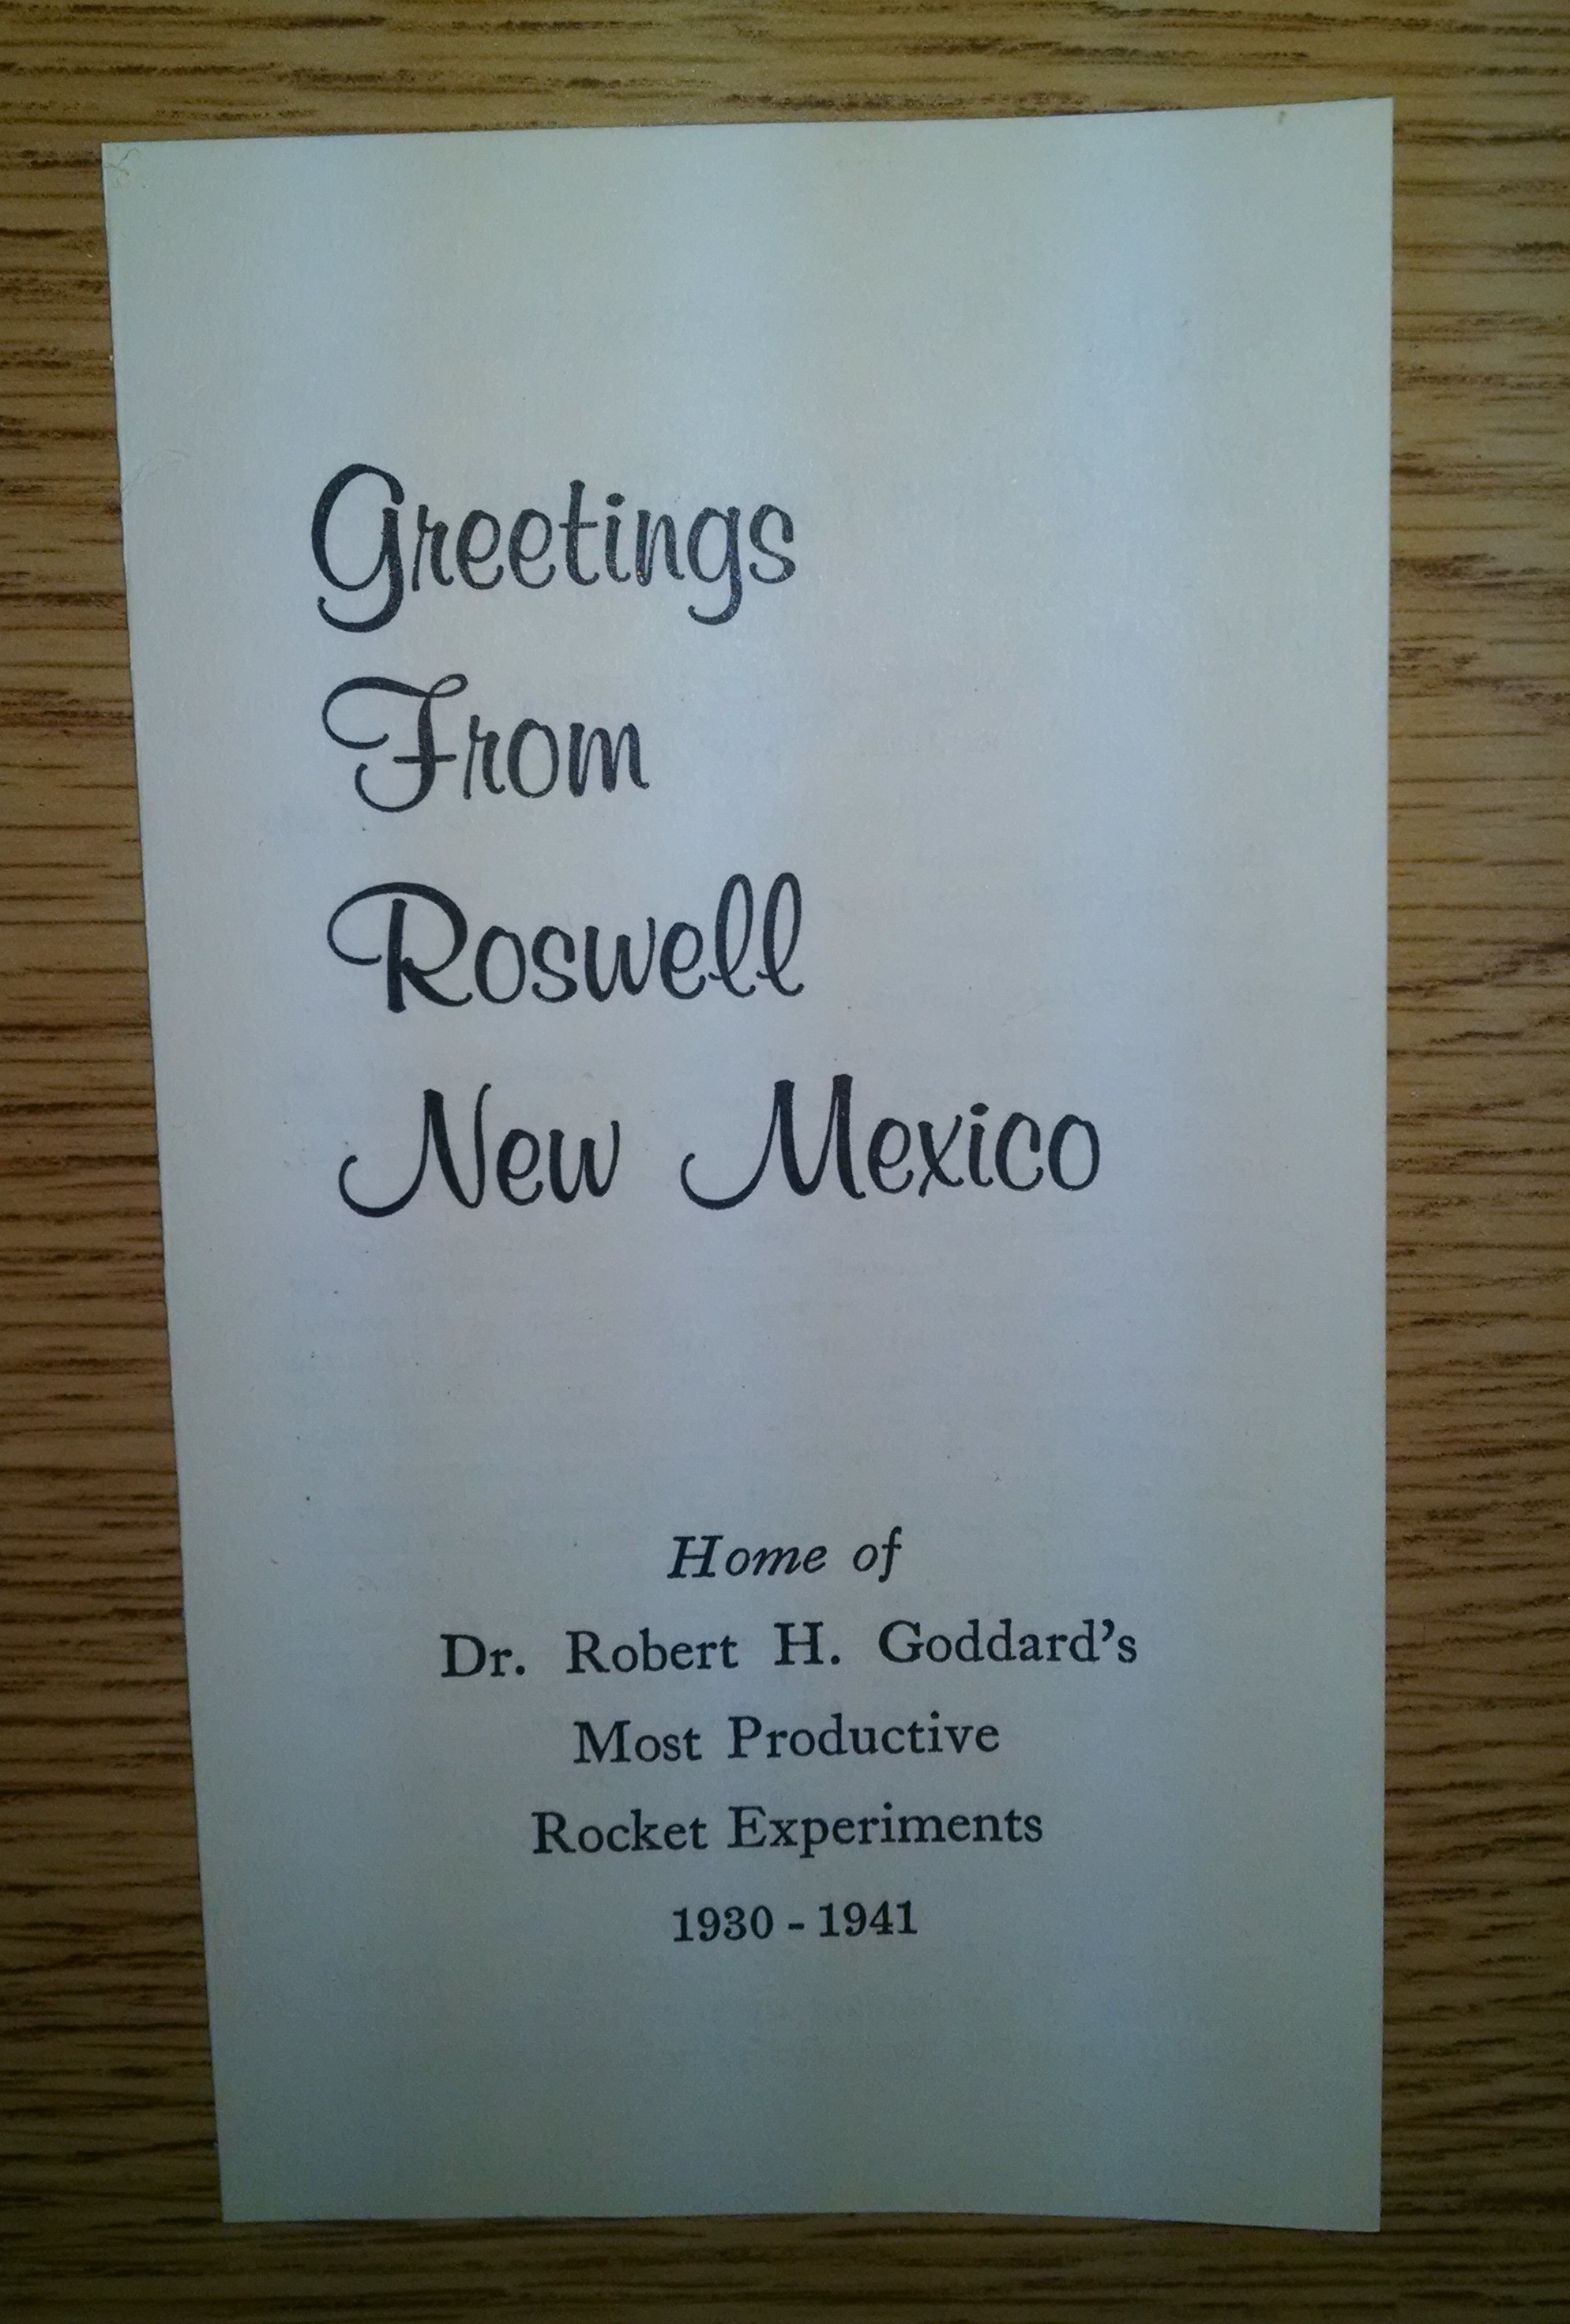 Greetings
From
Roswell
New Mexico
Home of
Dr. Robert H. Goddard's
Most Productive
Rocket Experiments
1930 - 1941